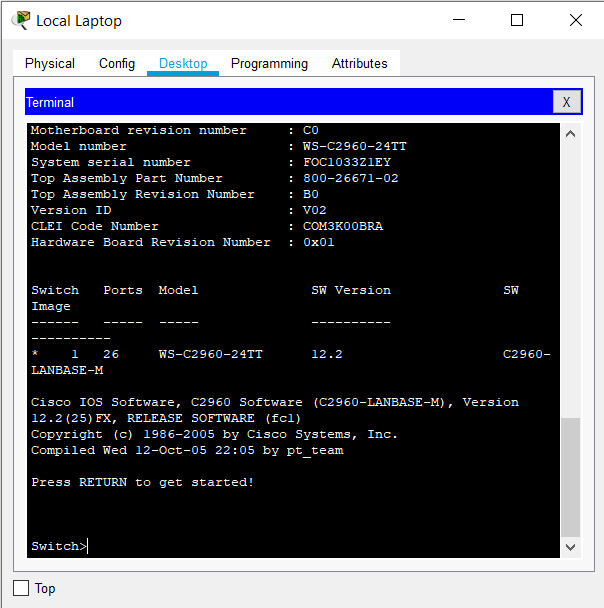 Local Laptop
Physical Config Desktop Programming Attributes
Terminal X
Motherboard revision number : C0
Model number : WS-C2960-24TT
System serial number : FOC1033Z1EY
Top Assembly Part Number : 800-26671-02
Top Assembly Revision Number : B0
Version ID : V02
CLEI Code Number : COM3K00BRA
Hardware Board Revision Number : 0x01
Switch Ports Model SW Version SW
Image
------ ----- ----- ---------- 
----------
* 1 26 WS-C2960-24TT 12.2 C2960-
LANBASE-M
Cisco IOS Software, C2960 Software (C2960-LANBASE-M), Version
12.2(25)FX, RELEASE SOFTWARE (fc1)
Copyright (c) 1986-2005 by Cisco Systems, Inc.
Compiled Wed 12-Oct-05 22:05 by pt_team
Press RETURN to get started!
Switch>
Top